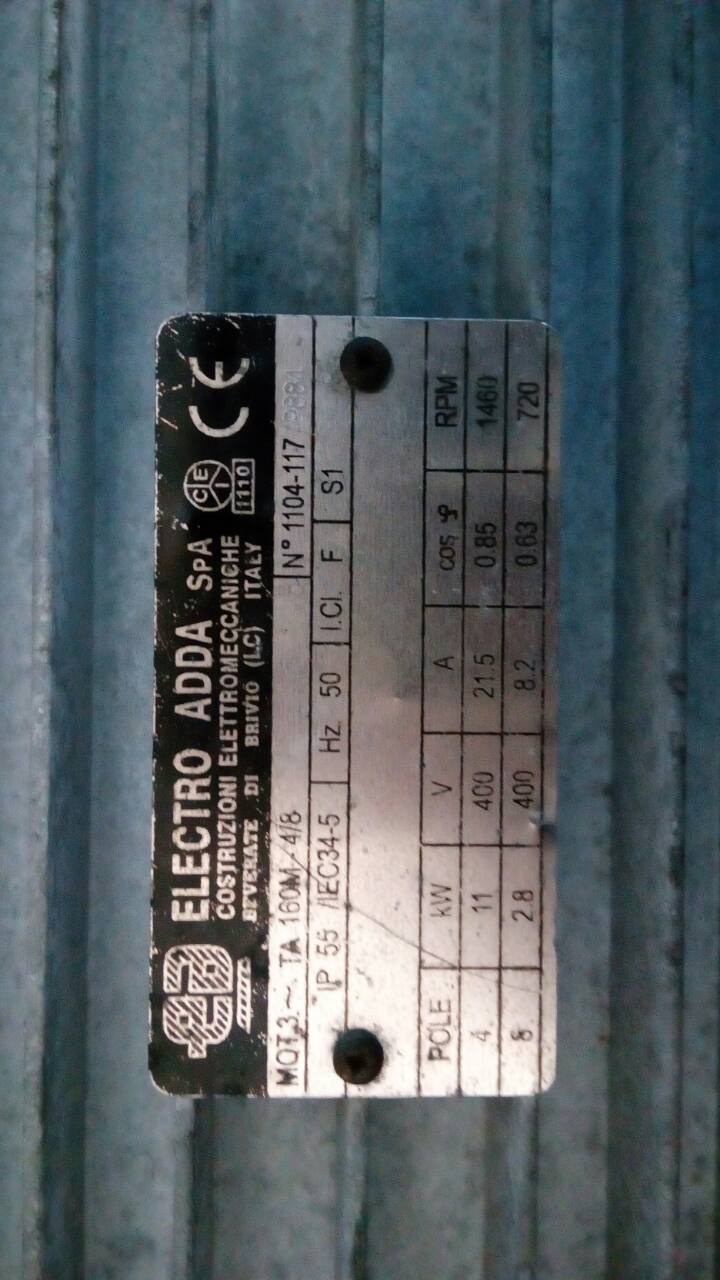 ELECTRO ADDA SPA
COSTRUZIONI ELETTROMECCANICHE
BEVERATE DI BRIVIO (LC) ITALY
CEI
1110
CE
MOT.3 ~ TA 160M-4/8 N° 1104-117
IP 55 /IEC34-5 Hz 50 I.Cl. F S1
POLE kW V A cos φ RPM
4 11 400 21.5 0.85 1460
8 2.8 400 8.2 0.63 720